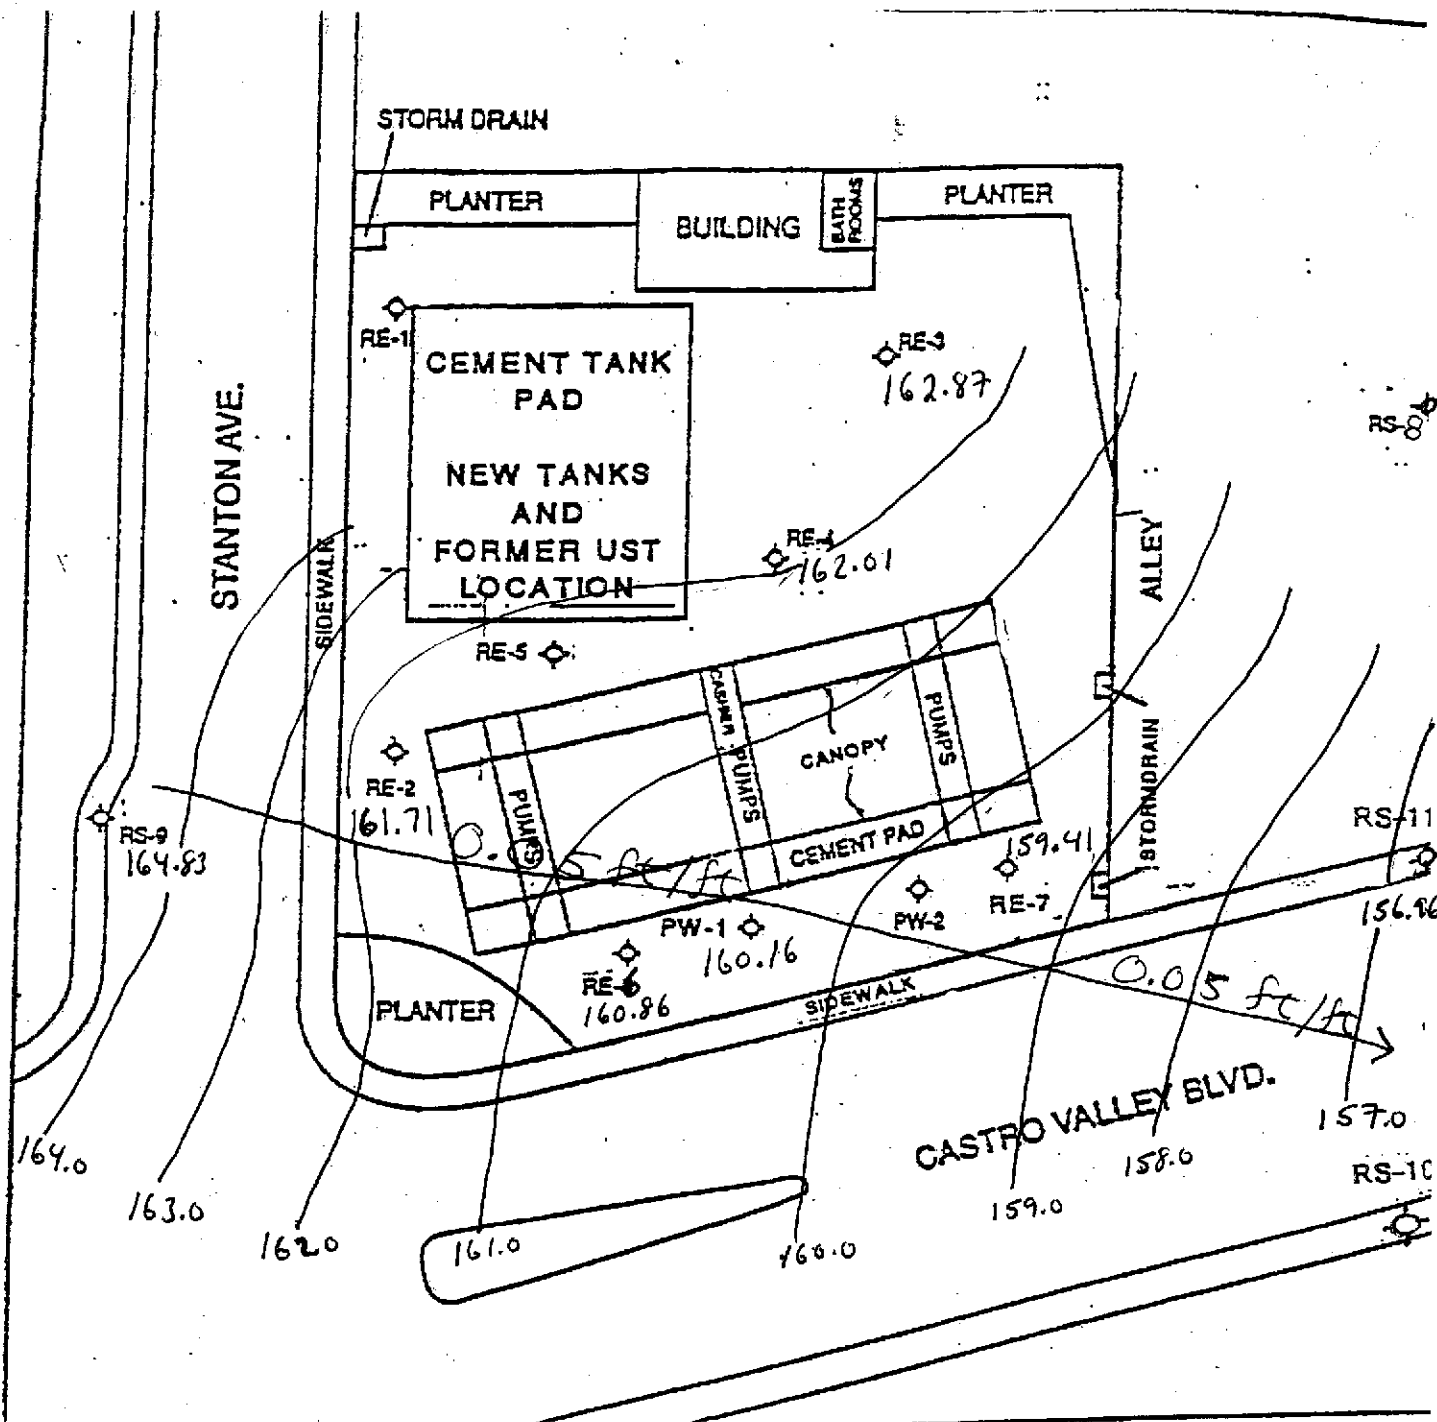 STORM DRAIN
PLANTER
BUILDING
BATH
ROOMS
PLANTER
RE-1
CEMENT TANK
PAD
NEW TANKS
AND
FORMER UST
LOCATION
RE-3
162.87
RS-8
STANTON AVE.
SIDEWALK
RE-4
162.01
ALLEY
RE-5
CASHIER
PUMPS
PUMPS
CANOPY
PUMPS
STORMDRAIN
RE-2
161.71
RS-9
164.83
0.05 ft/ft
CEMENT PAD
159.41
RE-7
PW-2
RS-11
PW-1
160.16
RE-6
160.86
PLANTER
SIDEWALK
0.05 ft/ft
CASTRO VALLEY BLVD.
RS-10
164.0
163.0
162.0
161.0
160.0
159.0
158.0
157.0